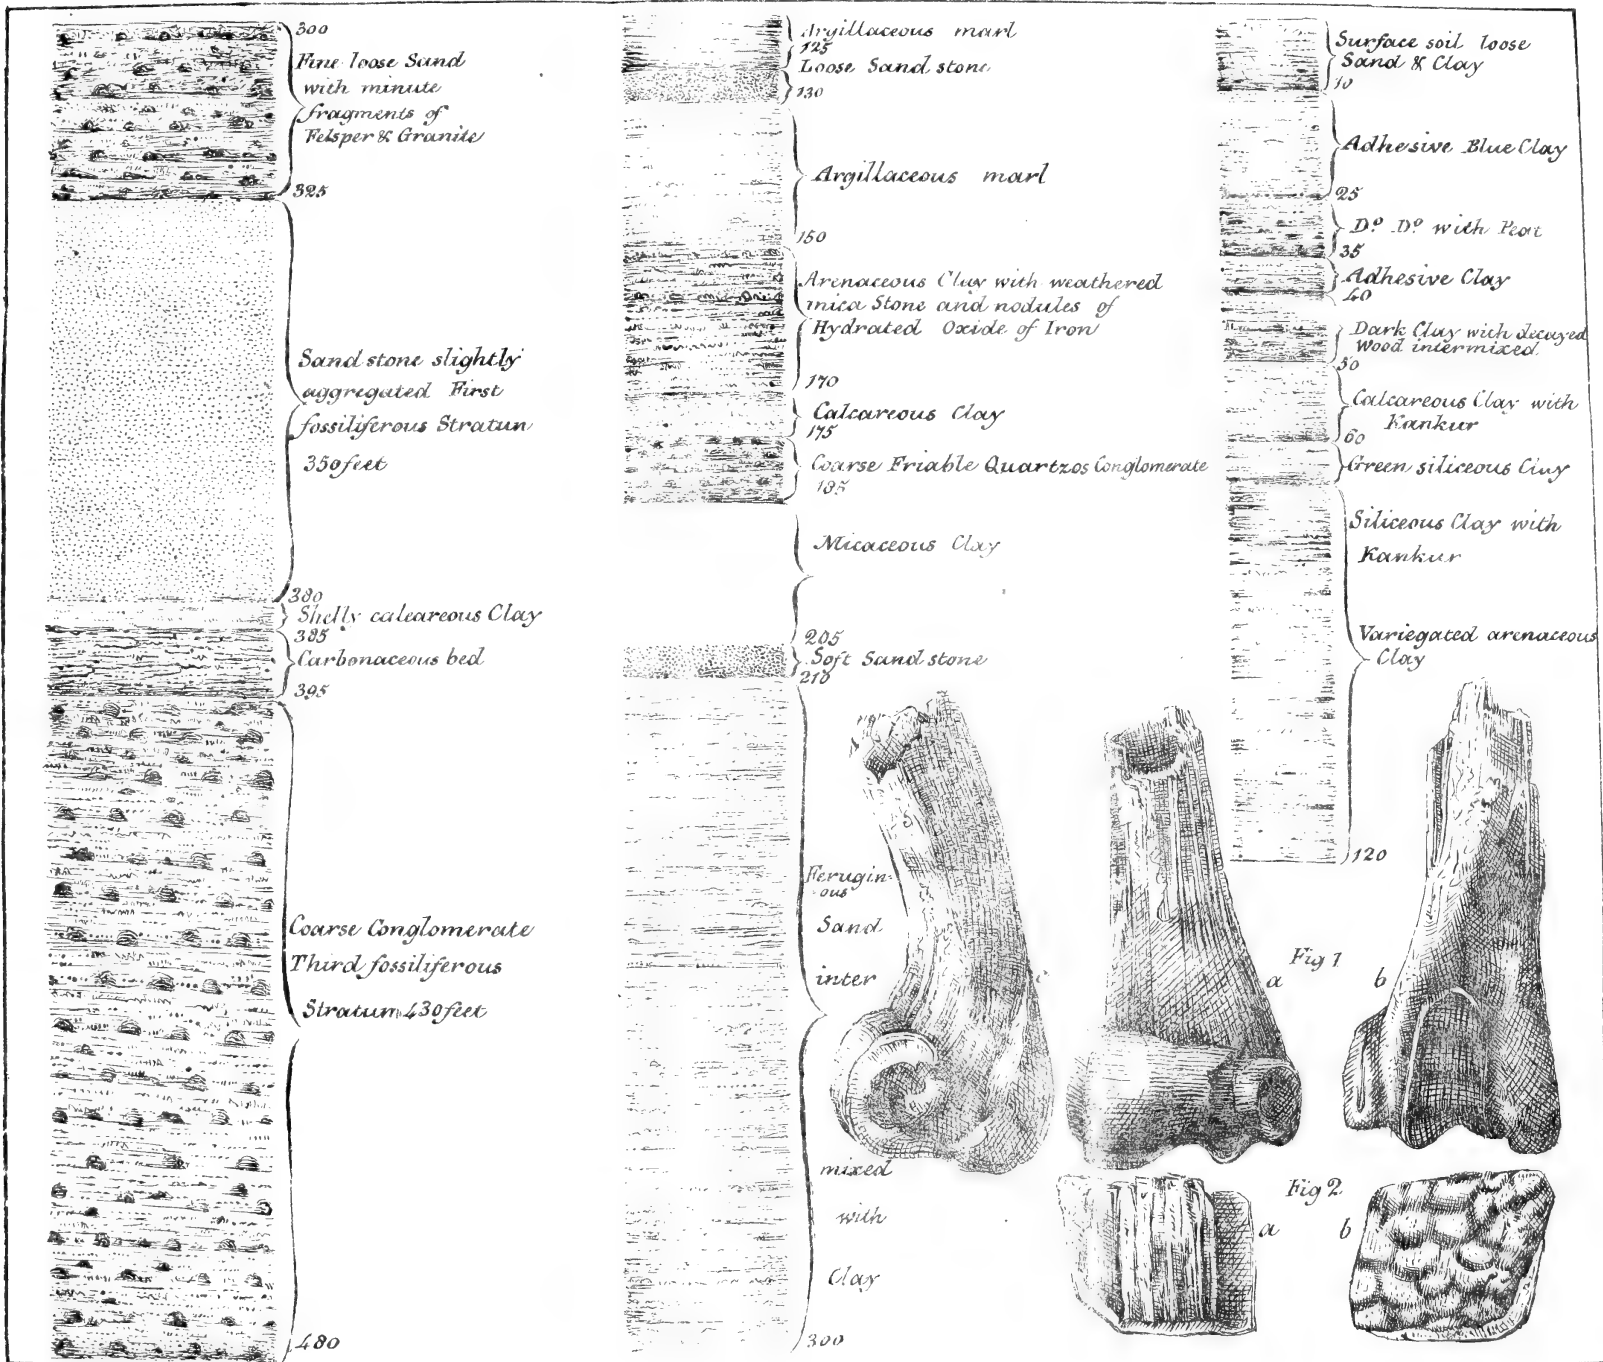 300
Fine loose Sand
with minute
fragments of
Felsper & Granite
325
Sand stone slightly
aggregated First
fossiliferous Stratun
350 feet
380
Shelly calcareous Clay
385
Carbonaceous bed
395
Coarse Conglomerate
Third fossiliferous
Stratum 430 feet
480
Argillaceous marl
125
Loose Sand stone
130
Argillaceous marl
150
Arenaceous Clay with weathered
mica Stone and nodules of
Hydrated Oxide of Iron
170
Calcareous Clay
175
Coarse Friable Quartzos Conglomerate
185
Micaceous Clay
205
Soft Sand stone
210
Ferugin-
ous
Sand
inter
mixed
with
Clay
300
Surface soil loose
Sand & Clay
10
Adhesive Blue Clay
25
Dº Dº with Peat
35
Adhesive Clay
40
Dark Clay with decayed
Wood intermixed.
50
Calcareous Clay with
Kankur
60
Green siliceous Clay
Siliceous Clay with
Kankur
Variegated arenaceous
Clay
120
Fig 1
a
b
Fig 2
a
b